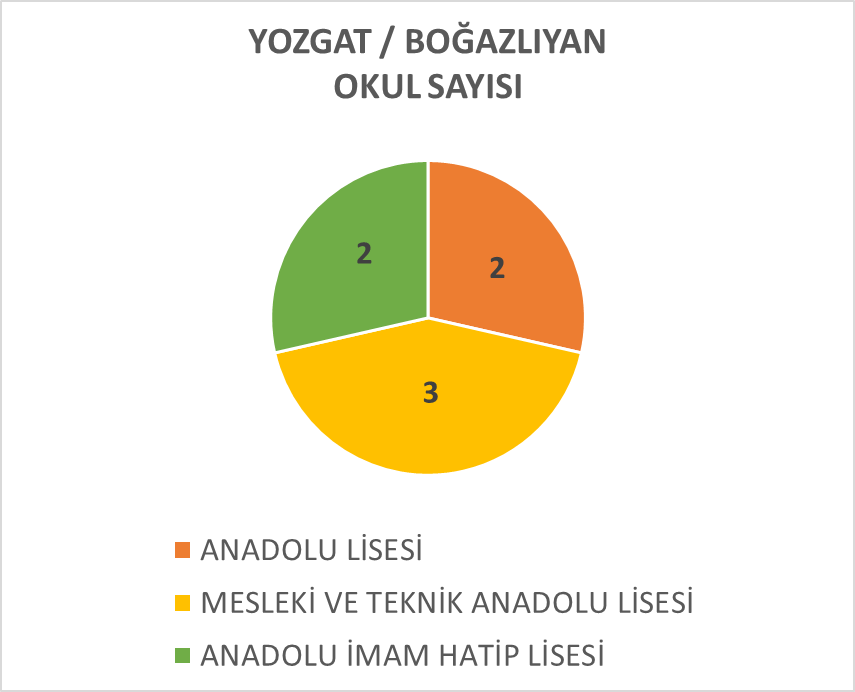 YOZGAT / BOĞAZLIYAN
OKUL SAYISI
2
2
3
ANADOLU LİSESİ
MESLEKİ VE TEKNİK ANADOLU LİSESİ
ANADOLU İMAM HATİP LİSESİ